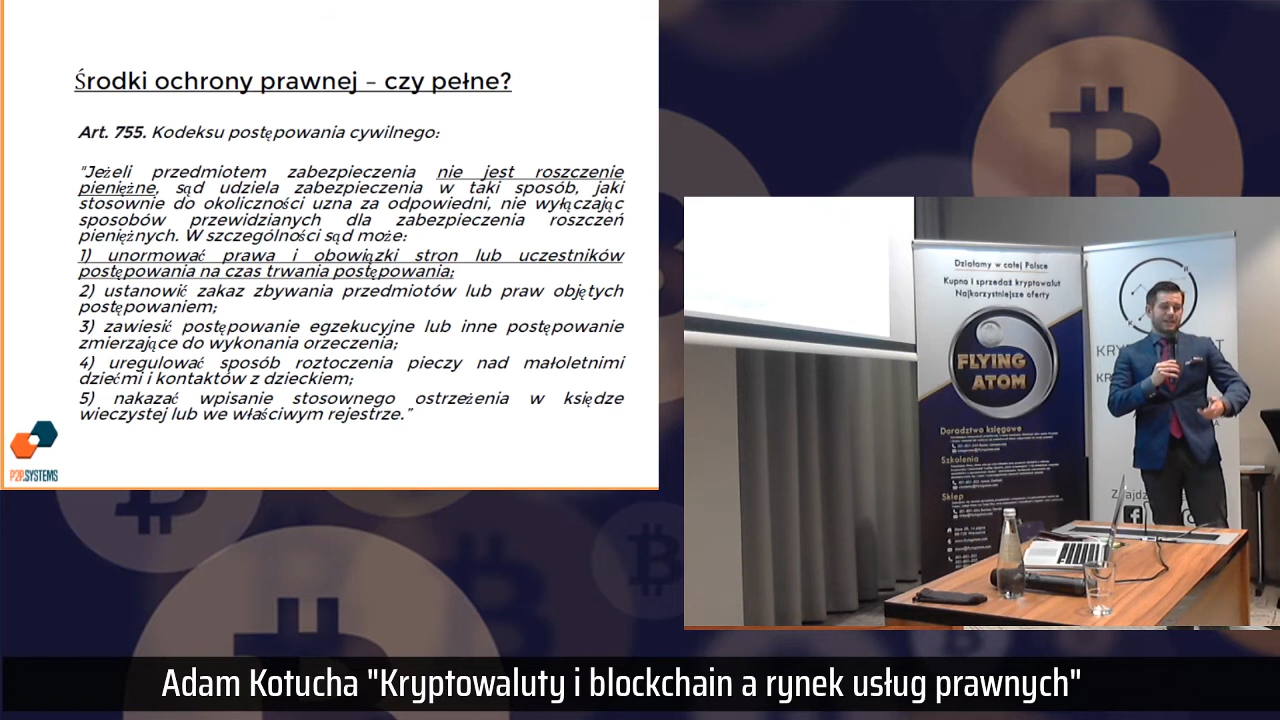 Środki ochrony prawnej – czy pełne?
Art. 755. Kodeksu postępowania cywilnego:
"Jeżeli przedmiotem zabezpieczenia nie jest roszczenie
pieniężne, sąd udziela zabezpieczenia w taki sposób, jaki
stosownie do okoliczności uzna za odpowiedni, nie wyłączając
sposobów przewidzianych dla zabezpieczenia roszczeń
pieniężnych. W szczególności sąd może:
1) unormować prawa i obowiązki stron lub uczestników
postępowania na czas trwnia postępowania;
2) ustanowić zakaz zbywania przedmiotów lub praw objętych
postępowaniem;
3) zawiesić postępowanie egzekucyjne lub inne postępowanie
zmierzające do wykonania orzeczenia;
4) uregulować sposób roztoczenia pieczy nad małoletnimi
dziećmi i kontaktów z dzieckiem;
5) nakazać wpisanie stosownego ostrzeżenia w księdze
wieczystej lub we właściwym rejestrze.”
P2P.SYSTEMS
Działamy w całej Polsce
Kupno i sprzedaż kryptowalut
Najkorzystniejsze oferty
FLYING
ATOM
Doradztwo księgowe
Szkolenia
Sklep
Adam Kotucha "Kryptowaluty i blockchain a rynek usług prawnych"